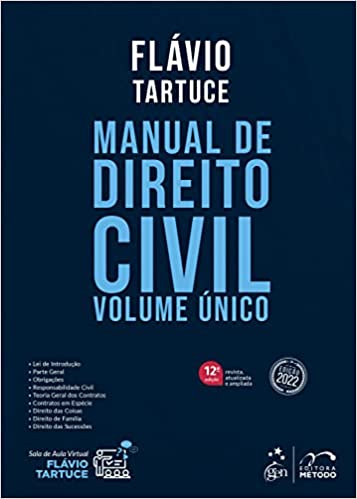 FLÁVIO
TARTUCE
MANUAL DE
DIREITO
CIVIL
VOLUME ÚNICO
• Lei de Introdução
• Parte Geral
• Obrigações
• Responsabilidade Civil
• Teoria Geral dos Contratos
• Contratos em Espécie
• Direito das Coisas
• Direito de Família
• Direito das Sucessões
12ª edição
revista,
atualizada
e ampliada
EDIÇÃO
2022
Sala de Aula Virtual
FLÁVIO
TARTUCE
gen
EDITORA
MÉTODO